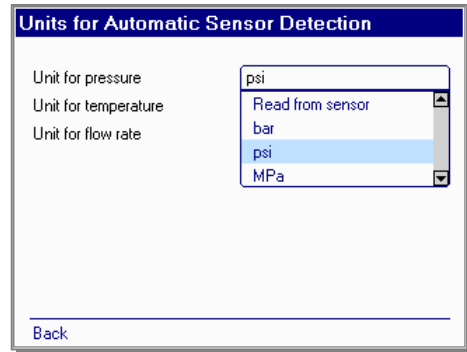 Units for Automatic Sensor Detection
Unit for pressure psi
Unit for temperature Read from sensor
Unit for flow rate bar
psi
MPa
Back